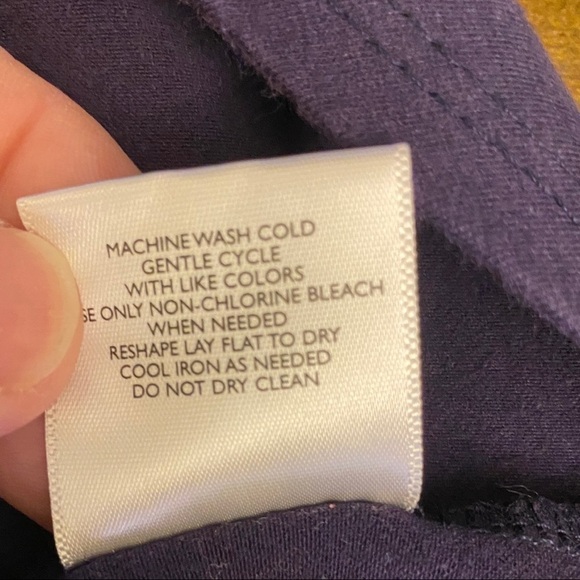 MACHINE WASH COLD
GENTLE CYCLE
WITH LIKE COLORS
SE ONLY NON-CHLORINE BLEACH
WHEN NEEDED
RESHAPE LAY FLAT TO DRY
COOL IRON AS NEEDED
DO NOT DRY CLEAN